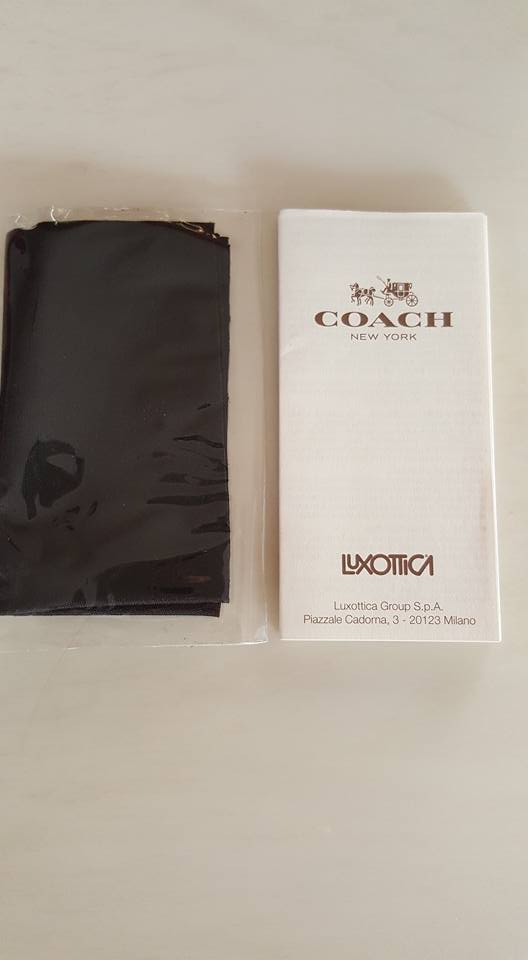 COACH
NEW YORK
LUXOTTICA
Luxottica Group S.p.A.
Piazzale Cadorna, 3 - 20123 Milano